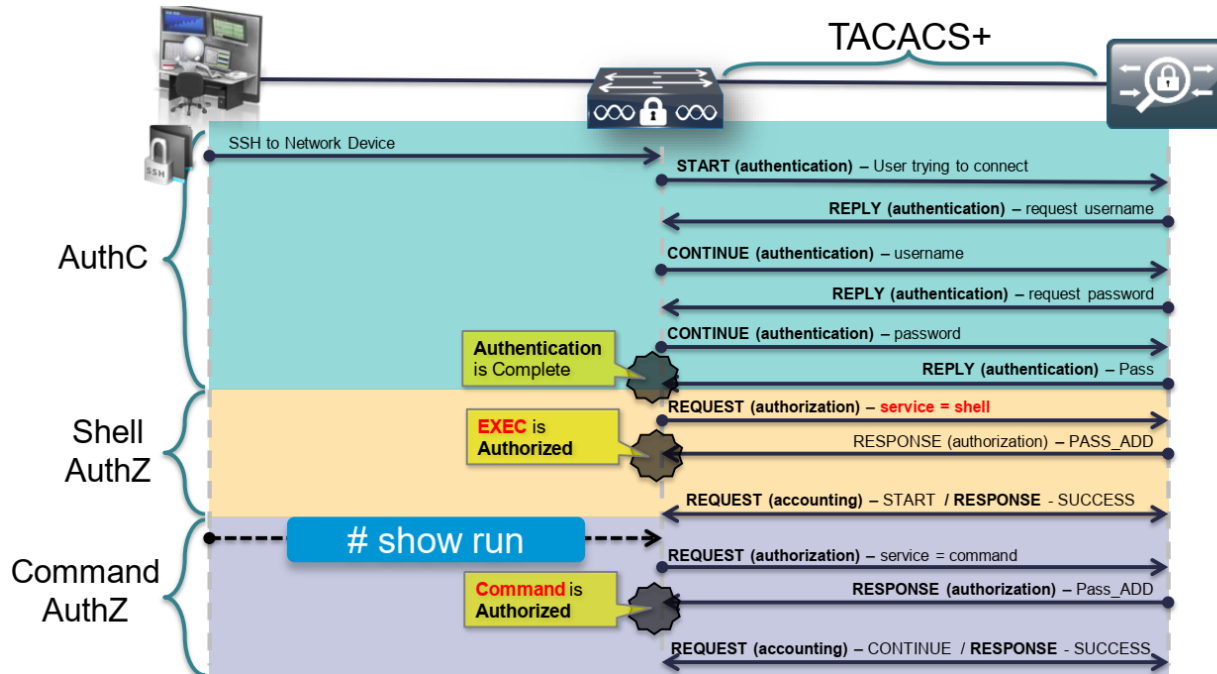 TACACS+
SSH
SSH to Network Device
START (authentication) – User trying to connect
REPLY (authentication) – request username
AuthC
CONTINUE (authentication) – username
REPLY (authentication) – request password
CONTINUE (authentication) – password
Authentication
is Complete
REPLY (authentication) – Pass
REQUEST (authorization) – service = shell
Shell
AuthZ
EXEC is
Authorized
RESPONSE (authorization) – PASS_ADD
REQUEST (accounting) – START / RESPONSE - SUCCESS
# show run
REQUEST (authorization) – service = command
Command
AuthZ
Command is
Authorized
RESPONSE (authorization) – Pass_ADD
REQUEST (accounting) – CONTINUE / RESPONSE - SUCCESS